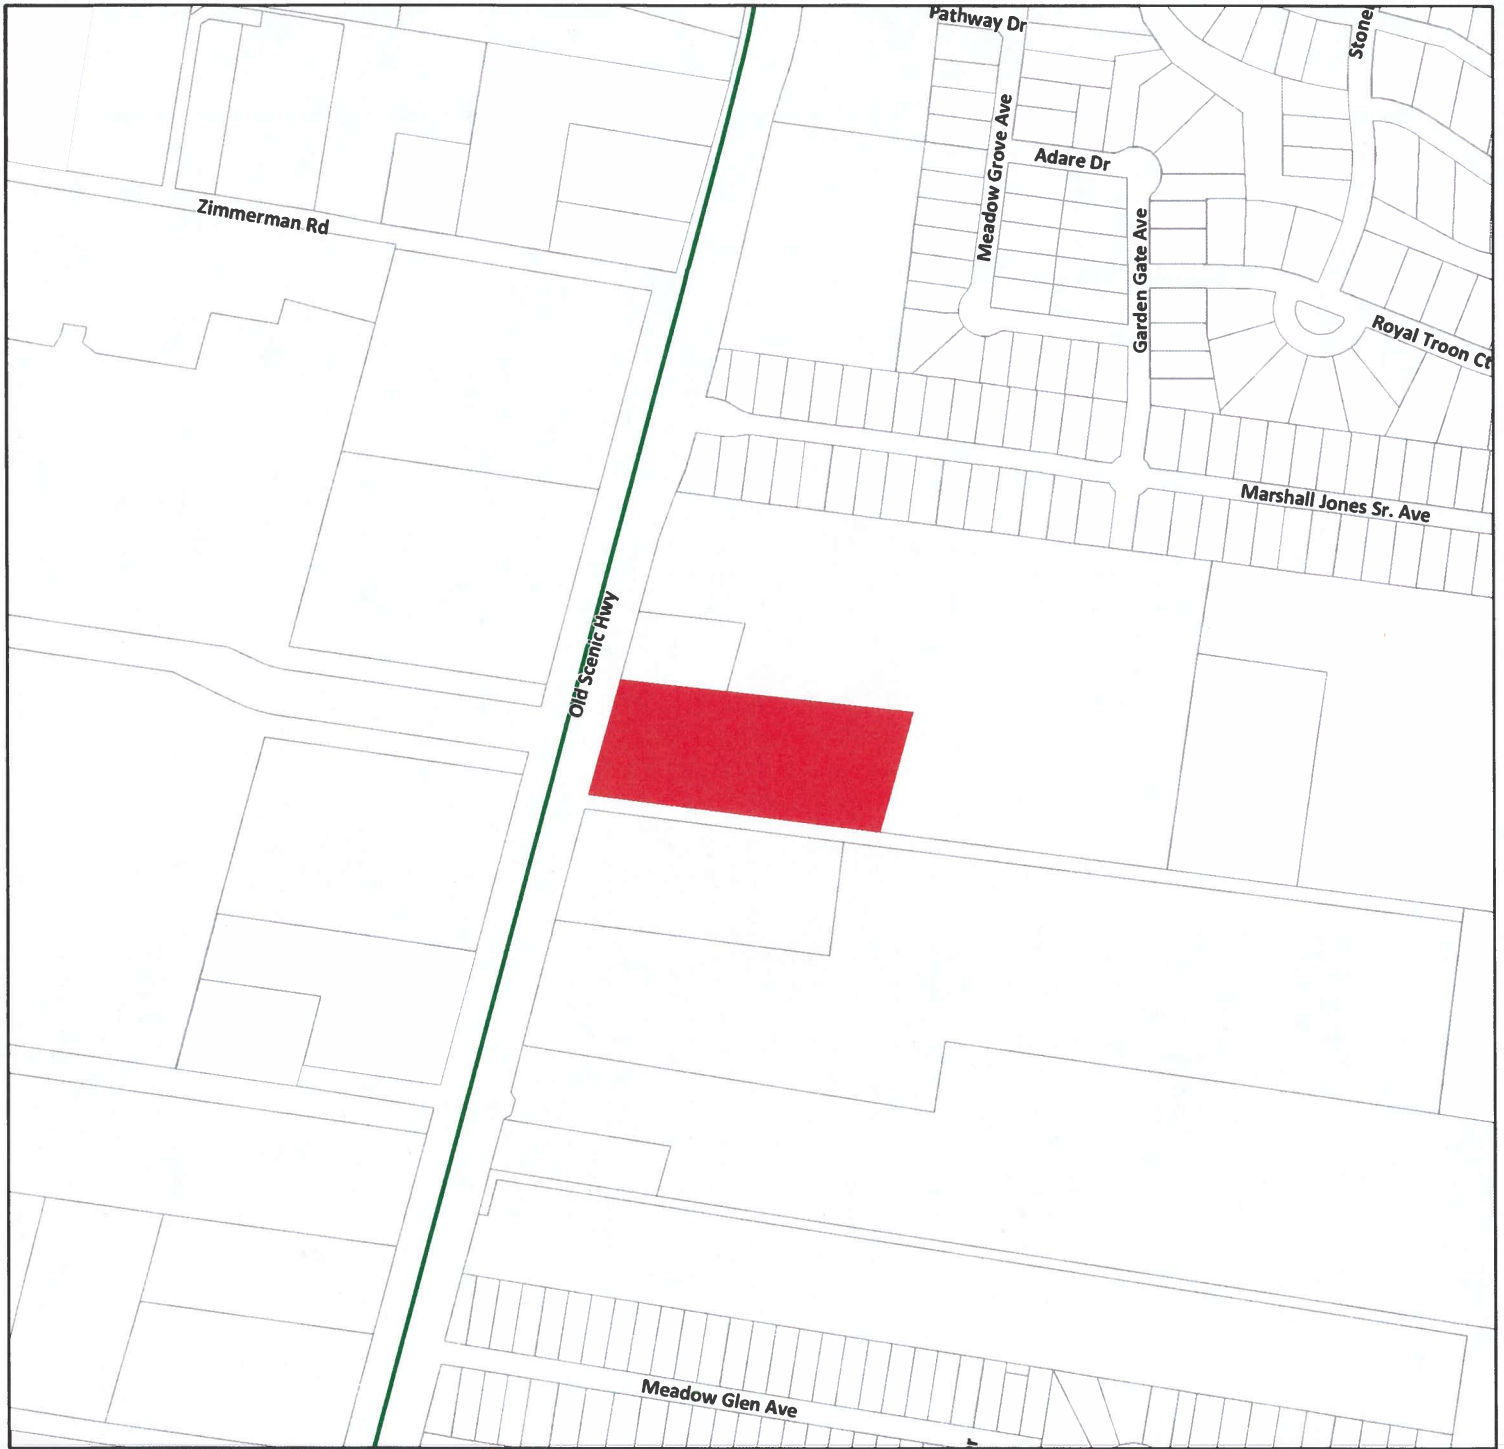 Pathway Dr
Stone
Meadow Grove Ave
Adare Dr
Zimmerman Rd
Garden Gate Ave
Royal Troon Ct
Marshall Jones Sr. Ave
Old Scenic Hwy
Meadow Glen Ave
r